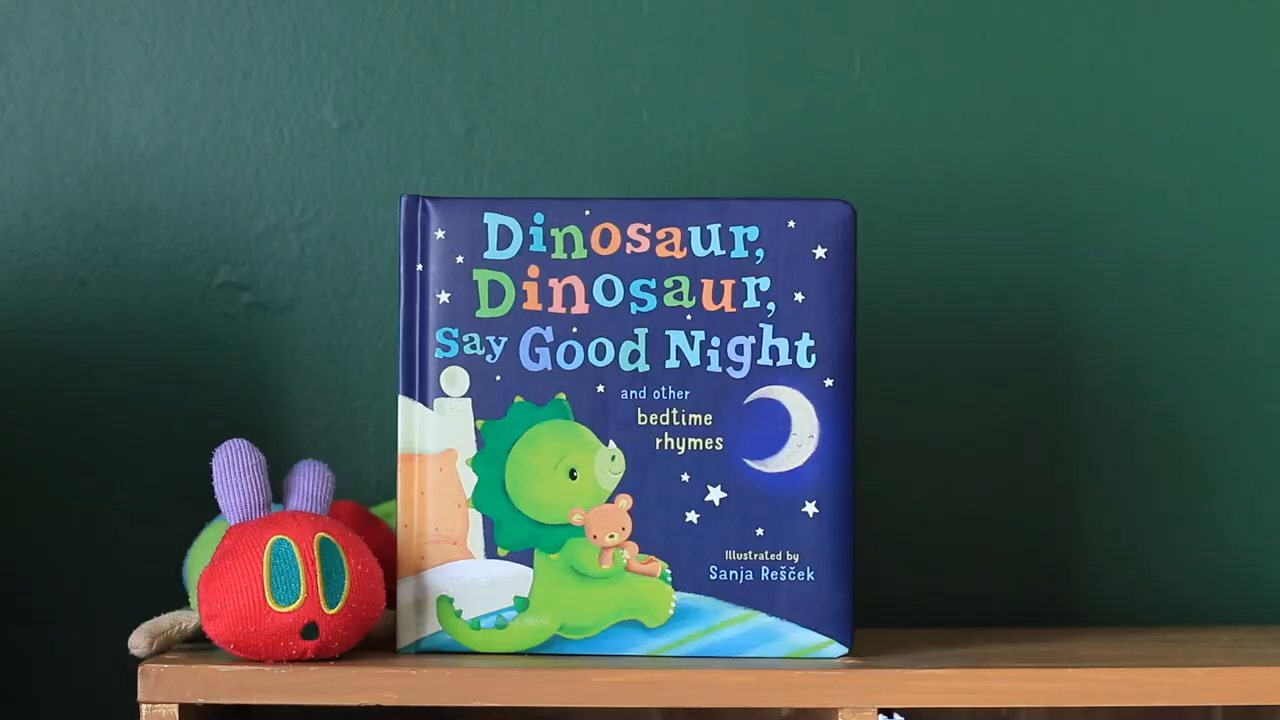 Dinosaur,
Dinosaur,
Say Good Night
and other
bedtime
rhymes
Illustrated by
Sanja Rešček